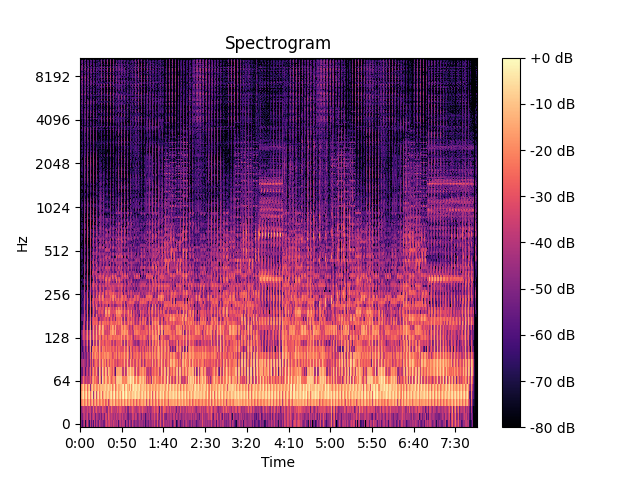 Spectrogram
8192
4096
2048
1024
512
256
128
64
0
Hz
0:00 0:50 1:40 2:30 3:20 4:10 5:00 5:50 6:40 7:30
Time
+0 dB
-10 dB
-20 dB
-30 dB
-40 dB
-50 dB
-60 dB
-70 dB
-80 dB